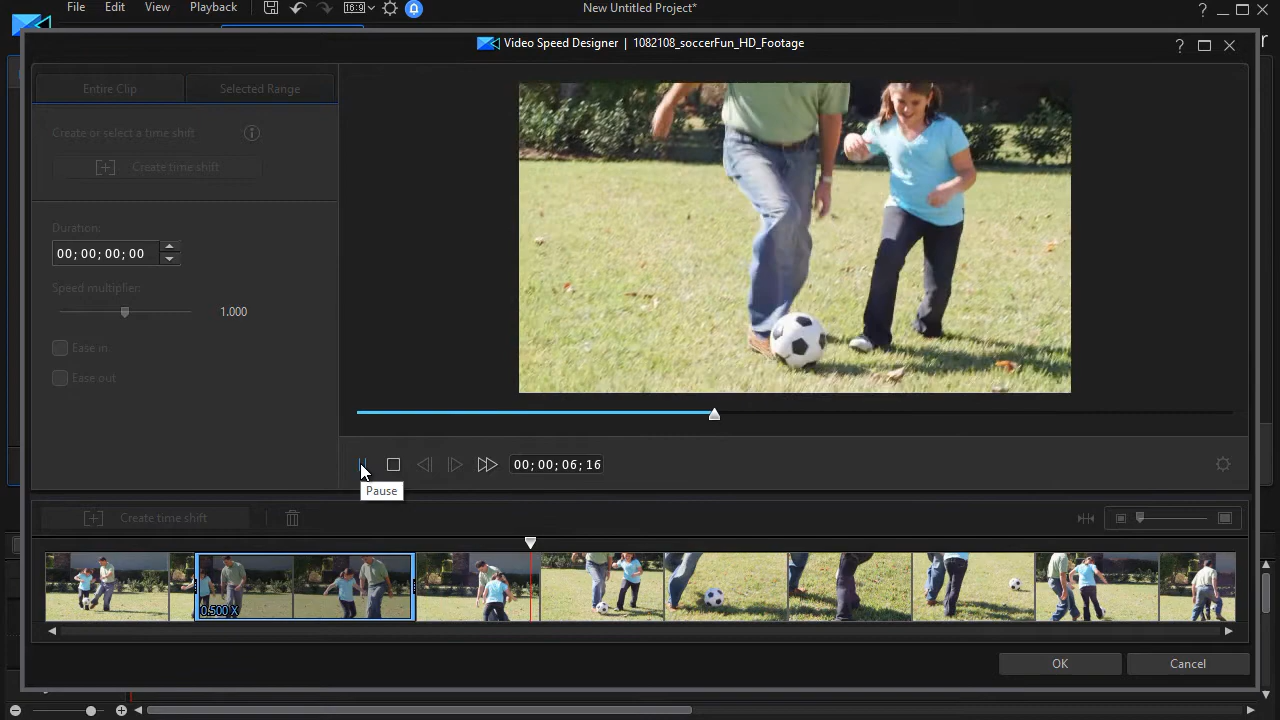 File Edit View Playback 16:9 New Untitled Project* ?
Video Speed Designer | 1082108_soccerFun_HD_Footage ?
Entire Clip Selected Range
Create or select a time shift
Create time shift
Duration:
00; 00; 00; 00
Speed multiplier:
1.000
Ease in
Ease out
00; 00; 06; 16
Pause
Create time shift
0.500 X
OK Cancel